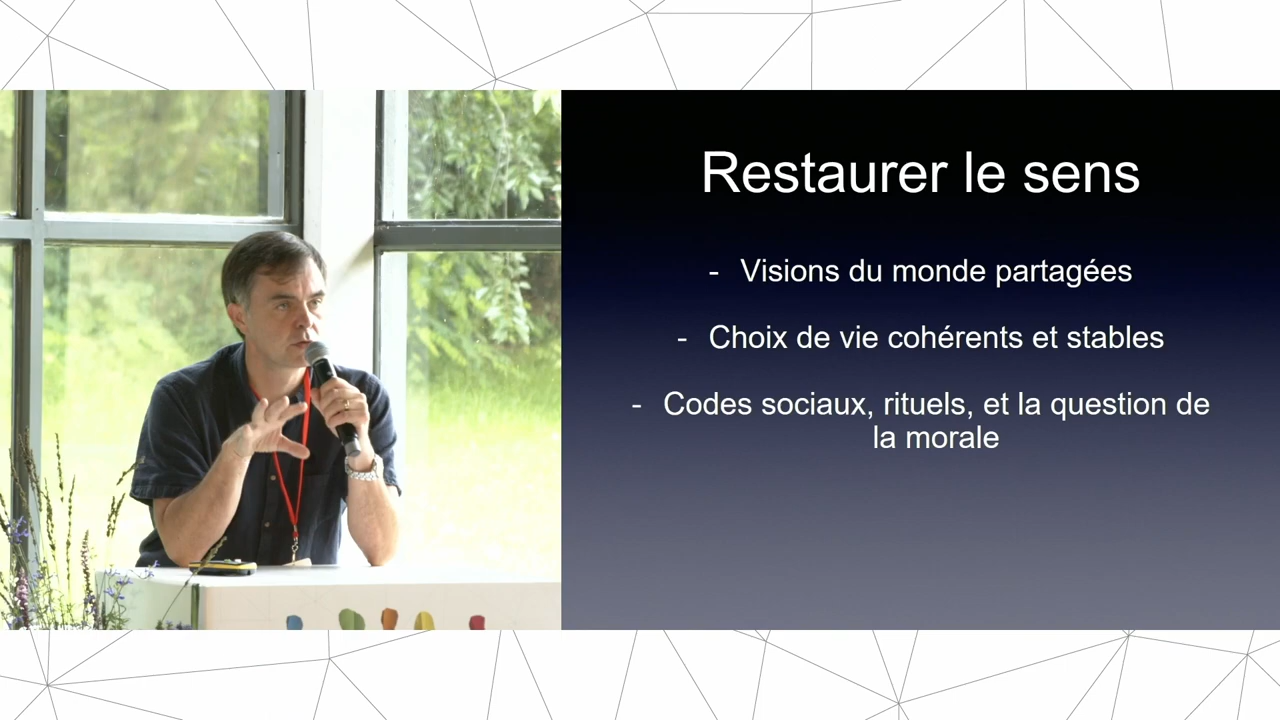 Restaurer le sens
- Visions du monde partagées
- Choix de vie cohérents et stables
- Codes sociaux, rituels, et la question de
la morale